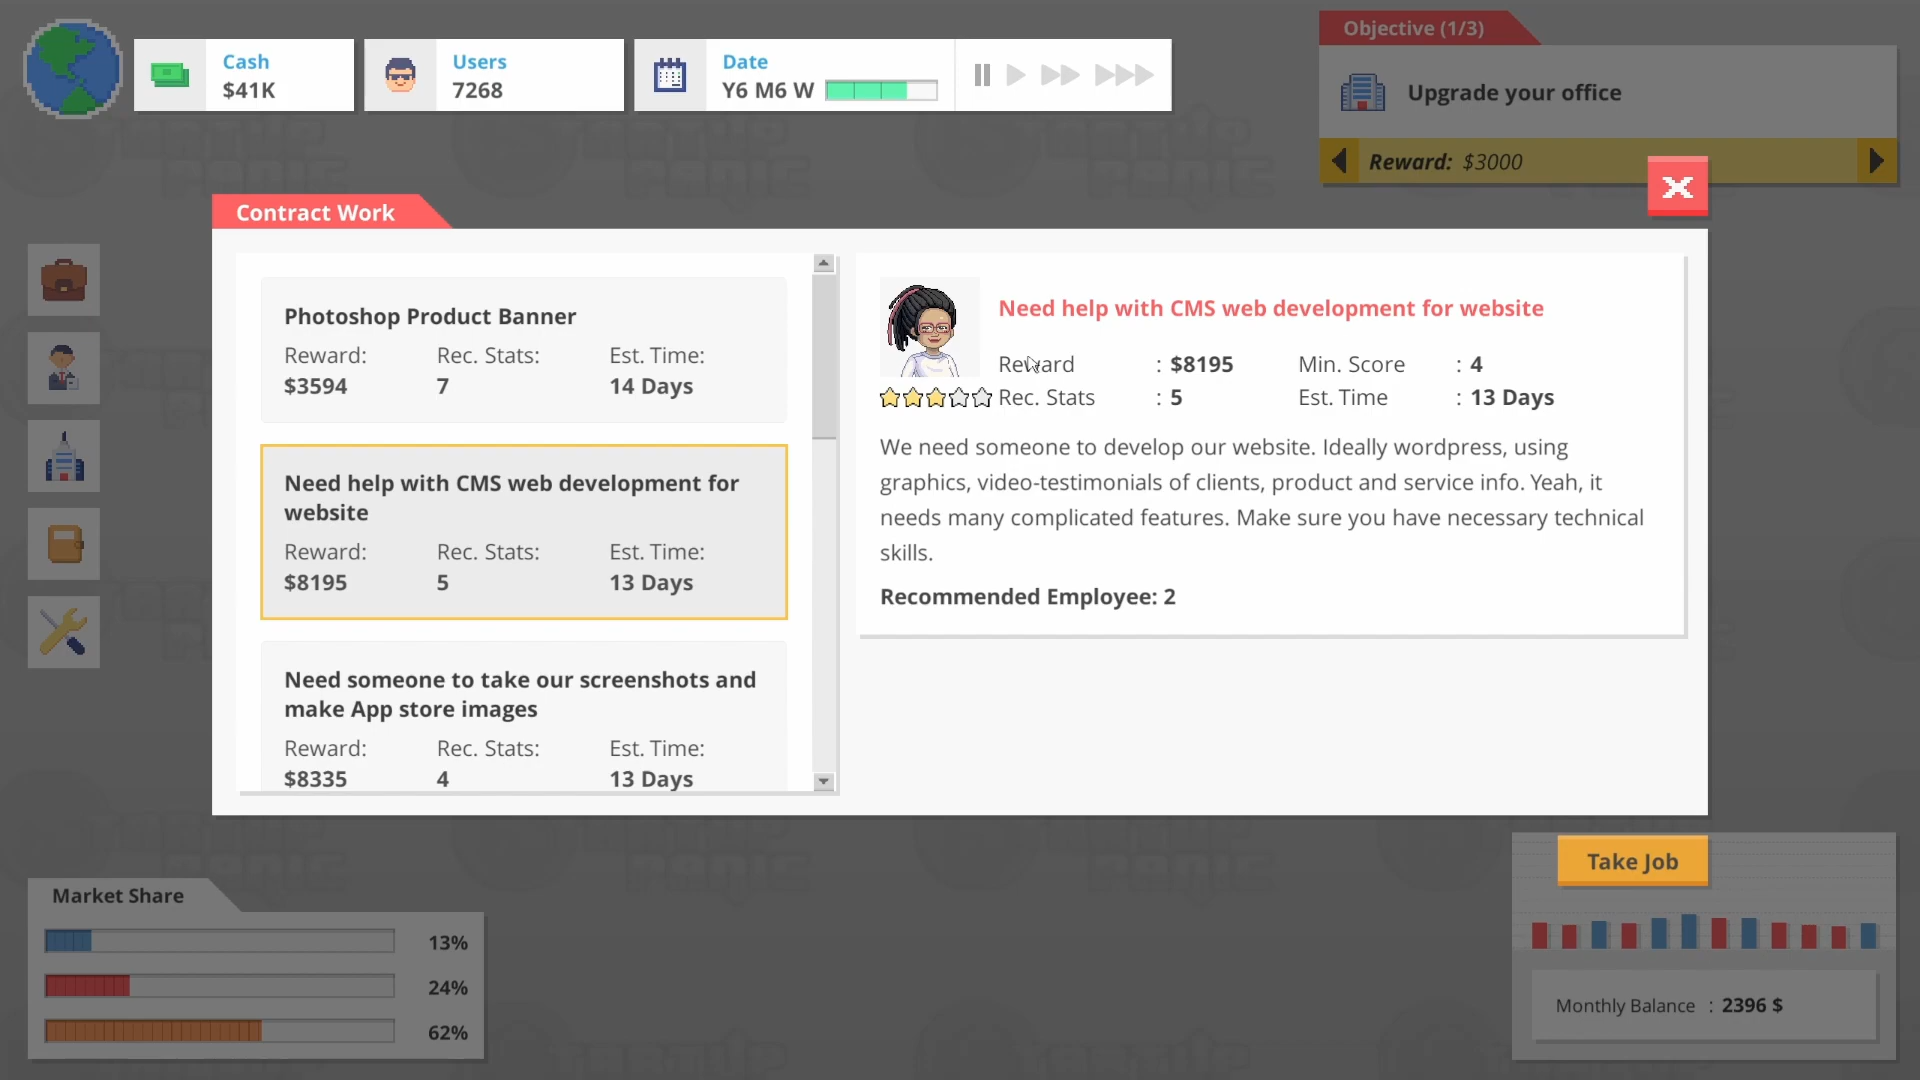 Cash
$41K
Users
7268
Date
Y6 M6 W
Objective (1/3)
Upgrade your office
Reward: $3000
Contract Work
Photoshop Product Banner
Reward: Rec. Stats: Est. Time:
$3594 7 14 Days
Need help with CMS web development for
website
Reward: Rec. Stats: Est. Time:
$8195 5 13 Days
Need someone to take our screenshots and
make App store images
Reward: Rec. Stats: Est. Time:
$8335 4 13 Days
Need help with CMS web development for website
Reward : $8195 Min. Score : 4
Rec. Stats : 5 Est. Time : 13 Days
We need someone to develop our website. Ideally wordpress, using
graphics, video-testimonials of clients, product and service info. Yeah, it
needs many complicated features. Make sure you have necessary technical
skills.
Recommended Employee: 2
Take Job
Market Share
13%
24%
62%
Monthly Balance : 2396 $
STARTUP
PANIC